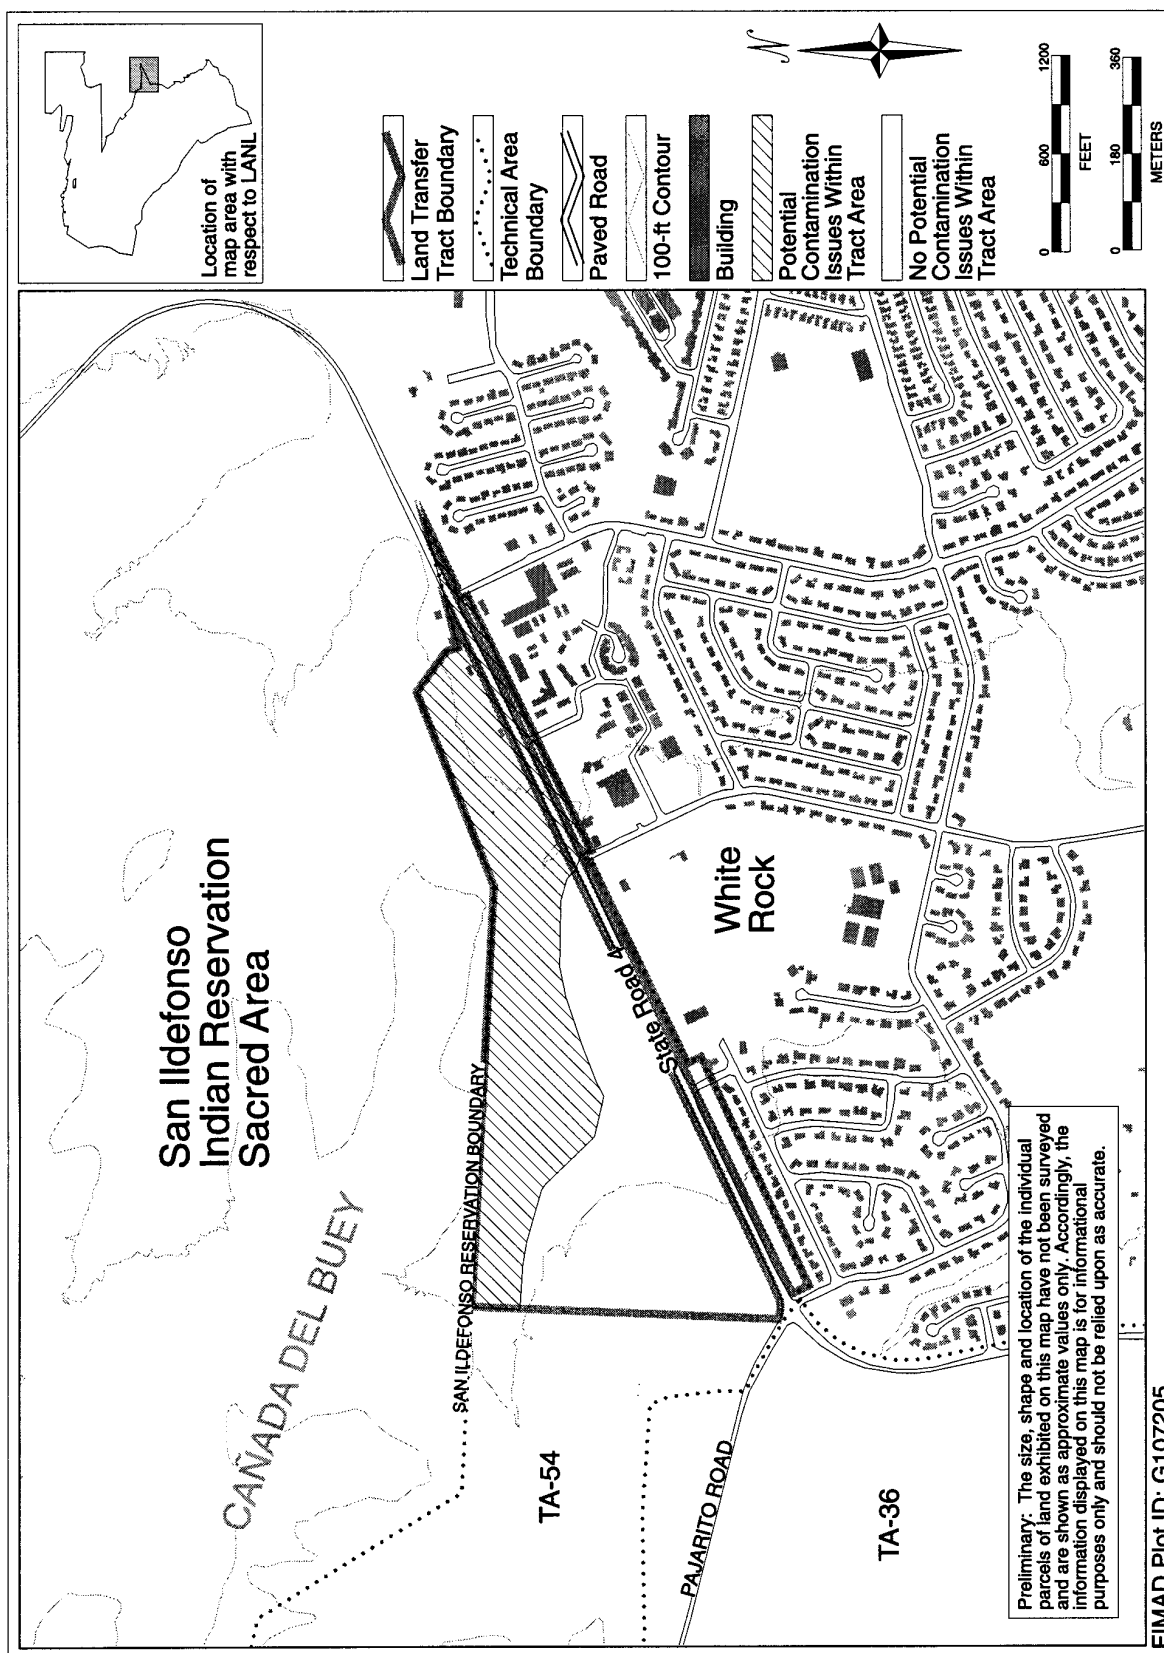 San Ildefonso
Indian Reservation
Sacred Area
CAÑADA DEL BUEY
SAN ILDEFONSO RESERVATION BOUNDARY
State Road 4
White
Rock
TA-54
PAJARITO ROAD
TA-36
Preliminary: The size, shape and location of the individual
parcels of land exhibited on this map have not been surveyed
and are shown as approximate values only. Accordingly, the
information displayed on this map is for informational
purposes only and should not be relied upon as accurate.
FIMAD Plot ID: G107205
Location of
map area with
respect to LANL
Land Transfer
Tract Boundary
Technical Area
Boundary
Paved Road
100-ft Contour
Building
Potential
Contamination
Issues Within
Tract Area
No Potential
Contamination
Issues Within
Tract Area
N
0 600 1200
FEET
0 180 360
METERS